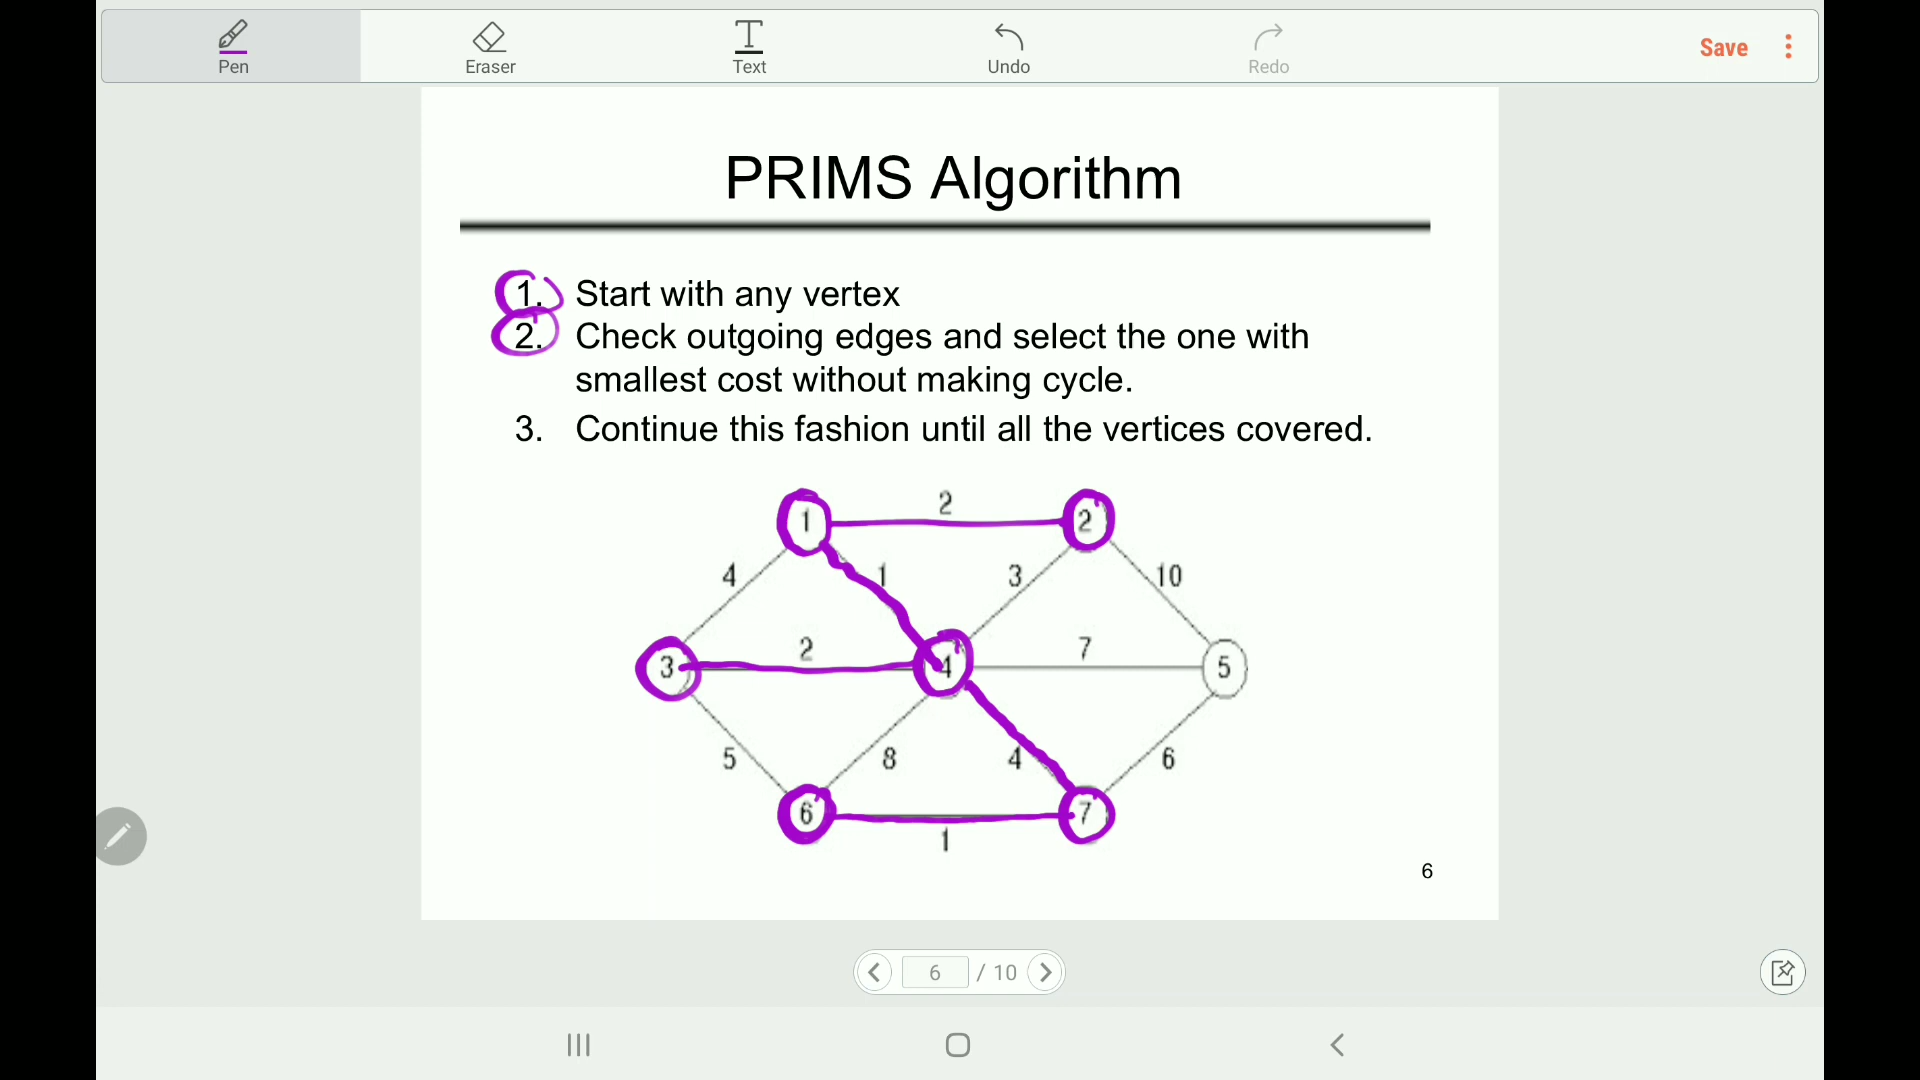 Pen Eraser Text Undo Redo Save
PRIMS Algorithm
1. Start with any vertex
2. Check outgoing edges and select the one with
smallest cost without making cycle.
3. Continue this fashion until all the vertices covered.
2
1 2
4 1 3 10
2 7
3 4 5
5 8 4 6
6 7
1
6
6 / 10